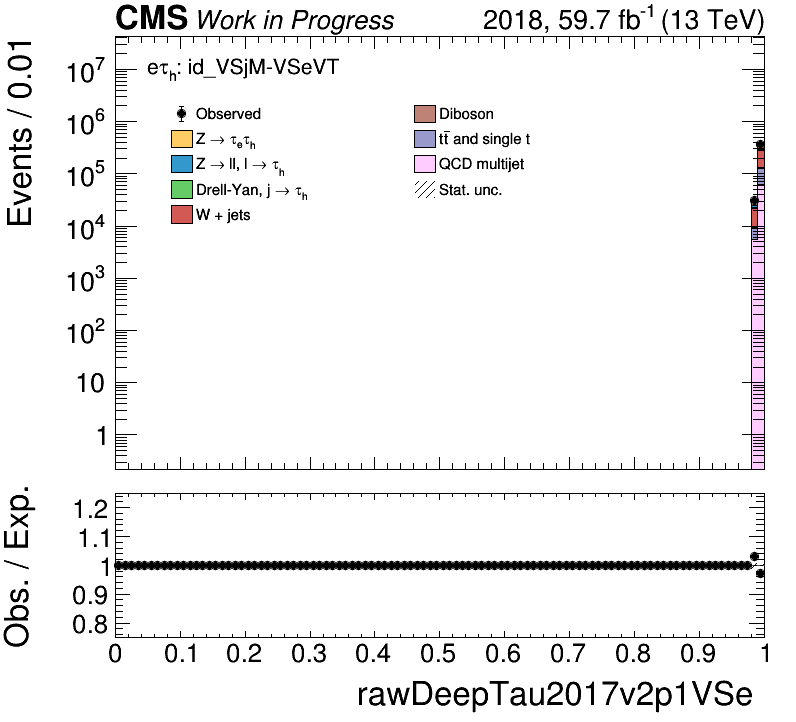 CMS Work in Progress 2018, 59.7 fb⁻¹ (13 TeV)
eτₕ: id_VSjM-VSeVT
Observed
Z → τₑτₕ
Z → ll, l → τₕ
Drell-Yan, j → τₕ
W + jets
Diboson
tt̄ and single t
QCD multijet
Stat. unc.
Events / 0.01
10⁷
10⁶
10⁵
10⁴
10³
10²
10
1
Obs. / Exp.
1.2
1.1
1
0.9
0.8
0 0.1 0.2 0.3 0.4 0.5 0.6 0.7 0.8 0.9 1
rawDeepTau2017v2p1VSe